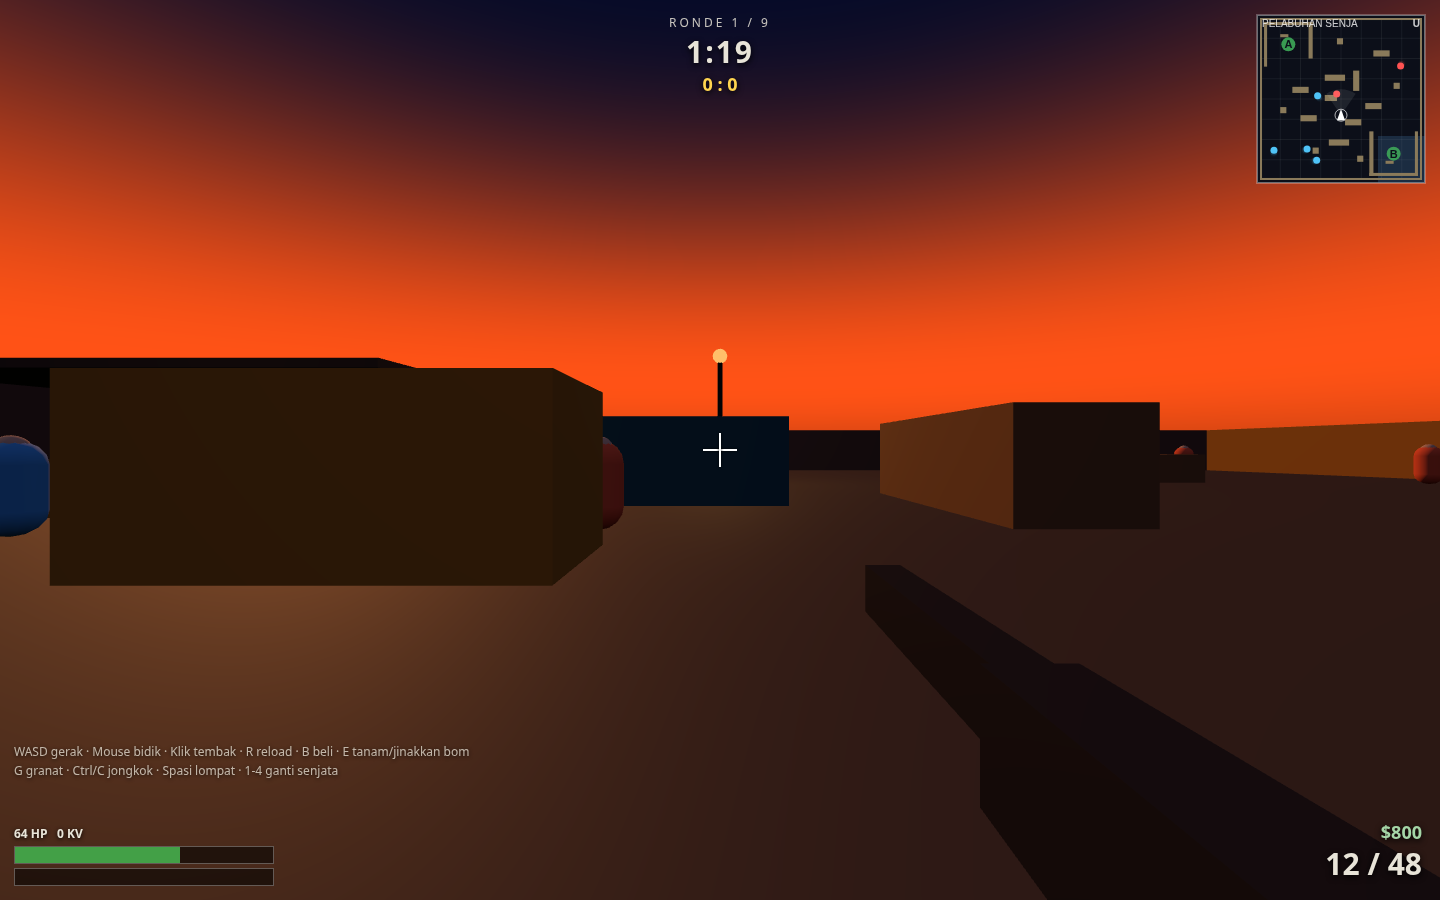 RONDE 1 / 9
1:19
0 : 0
PELABUHAN SENJA
U
A
B
WASD gerak · Mouse bidik · Klik tembak · R reload · B beli · E tanam/jinakkan bom
G granat · Ctrl/C jongkok · Spasi lompat · 1-4 ganti senjata
64 HP 0 KV
$800
12 / 48